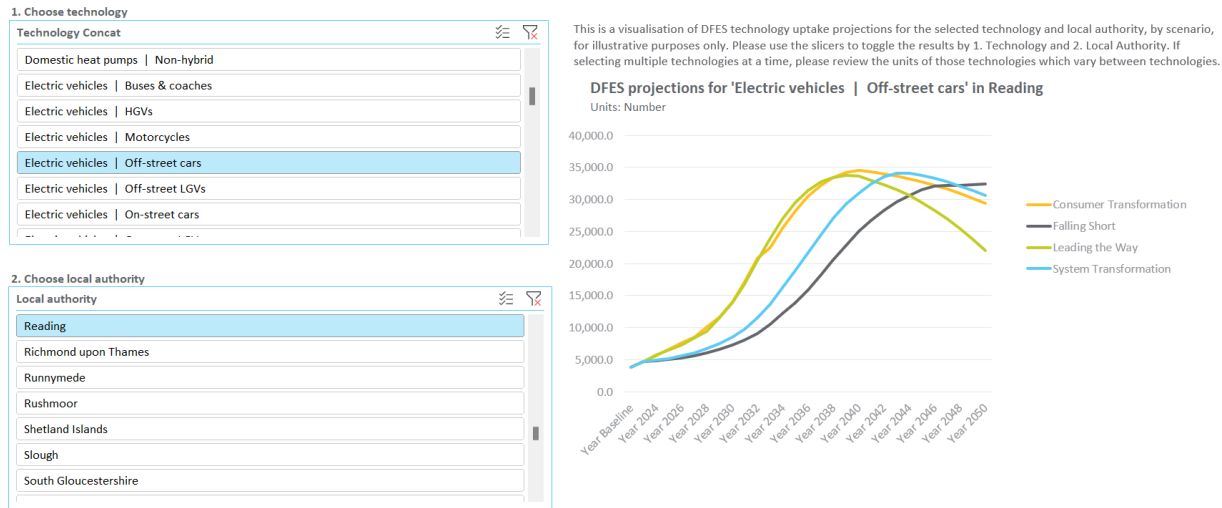 1. Choose technology
Technology Concat
Domestic heat pumps | Non-hybrid
Electric vehicles | Buses & coaches
Electric vehicles | HGVs
Electric vehicles | Motorcycles
Electric vehicles | Off-street cars
Electric vehicles | Off-street LGVs
Electric vehicles | On-street cars
2. Choose local authority
Local authority
Reading
Richmond upon Thames
Runnymede
Rushmoor
Shetland Islands
Slough
South Gloucestershire
This is a visualisation of DFES technology uptake projections for the selected technology and local authority, by scenario,
for illustrative purposes only. Please use the slicers to toggle the results by 1. Technology and 2. Local Authority. If
selecting multiple technologies at a time, please review the units of those technologies which vary between technologies.
DFES projections for 'Electric vehicles | Off-street cars' in Reading
Units: Number
40,000.0
35,000.0
30,000.0
25,000.0
20,000.0
15,000.0
10,000.0
5,000.0
0.0
Year Baseline
Year 2024
Year 2026
Year 2028
Year 2030
Year 2032
Year 2034
Year 2036
Year 2038
Year 2040
Year 2042
Year 2044
Year 2046
Year 2048
Year 2050
Consumer Transformation
Falling Short
Leading the Way
System Transformation